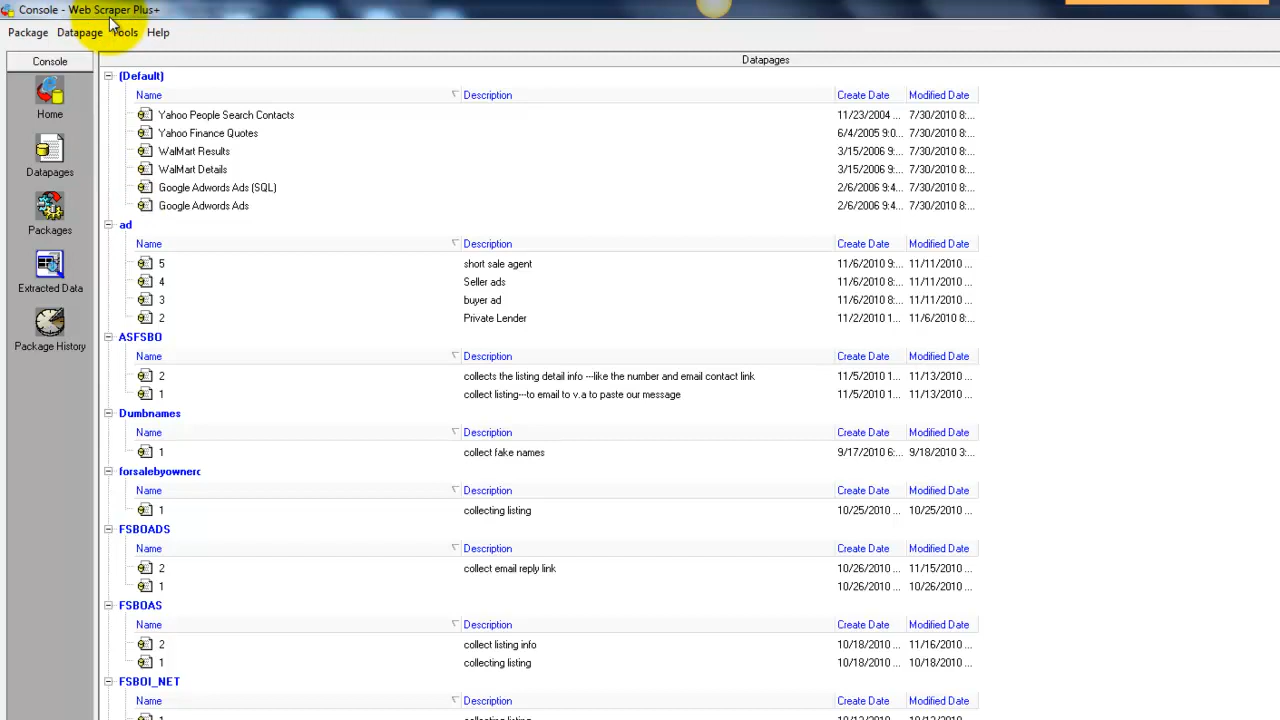 Console - Web Scraper Plus+
Package Datapage Tools Help
Console
Home
Datapages
Packages
Extracted Data
Package History
Datapages
(Default)
Name Description Create Date Modified Date
Yahoo People Search Contacts 11/23/2004 ... 7/30/2010 8:...
Yahoo Finance Quotes 6/4/2005 9:0... 7/30/2010 8:...
WalMart Results 3/15/2006 9:... 7/30/2010 8:...
WalMart Details 3/15/2006 9:... 7/30/2010 8:...
Google Adwords Ads (SQL) 2/6/2006 9:4... 7/30/2010 8:...
Google Adwords Ads 2/6/2006 9:4... 7/30/2010 8:...
ad
Name Description Create Date Modified Date
5 short sale agent 11/6/2010 9:... 11/11/2010 ...
4 Seller ads 11/6/2010 8:... 11/11/2010 ...
3 buyer ad 11/6/2010 8:... 11/11/2010 ...
2 Private Lender 11/2/2010 1... 11/6/2010 8:...
ASFSBO
Name Description Create Date Modified Date
2 collects the listing detail info ---like the number and email contact link 11/5/2010 1... 11/13/2010 ...
1 collect listing---to email to v.a to paste our message 11/5/2010 1... 11/13/2010 ...
Dumbnames
Name Description Create Date Modified Date
1 collect fake names 9/17/2010 6:... 9/18/2010 3:...
forsalebyownerc
Name Description Create Date Modified Date
1 collecting listing 10/25/2010 ... 10/25/2010 ...
FSBOADS
Name Description Create Date Modified Date
2 collect email reply link 10/26/2010 ... 11/15/2010 ...
1 10/26/2010 ... 10/26/2010 ...
FSBOAS
Name Description Create Date Modified Date
2 collect listing info 10/18/2010 ... 11/16/2010 ...
1 collecting listing 10/18/2010 ... 10/18/2010 ...
FSBOI_NET
Name Description Create Date Modified Date